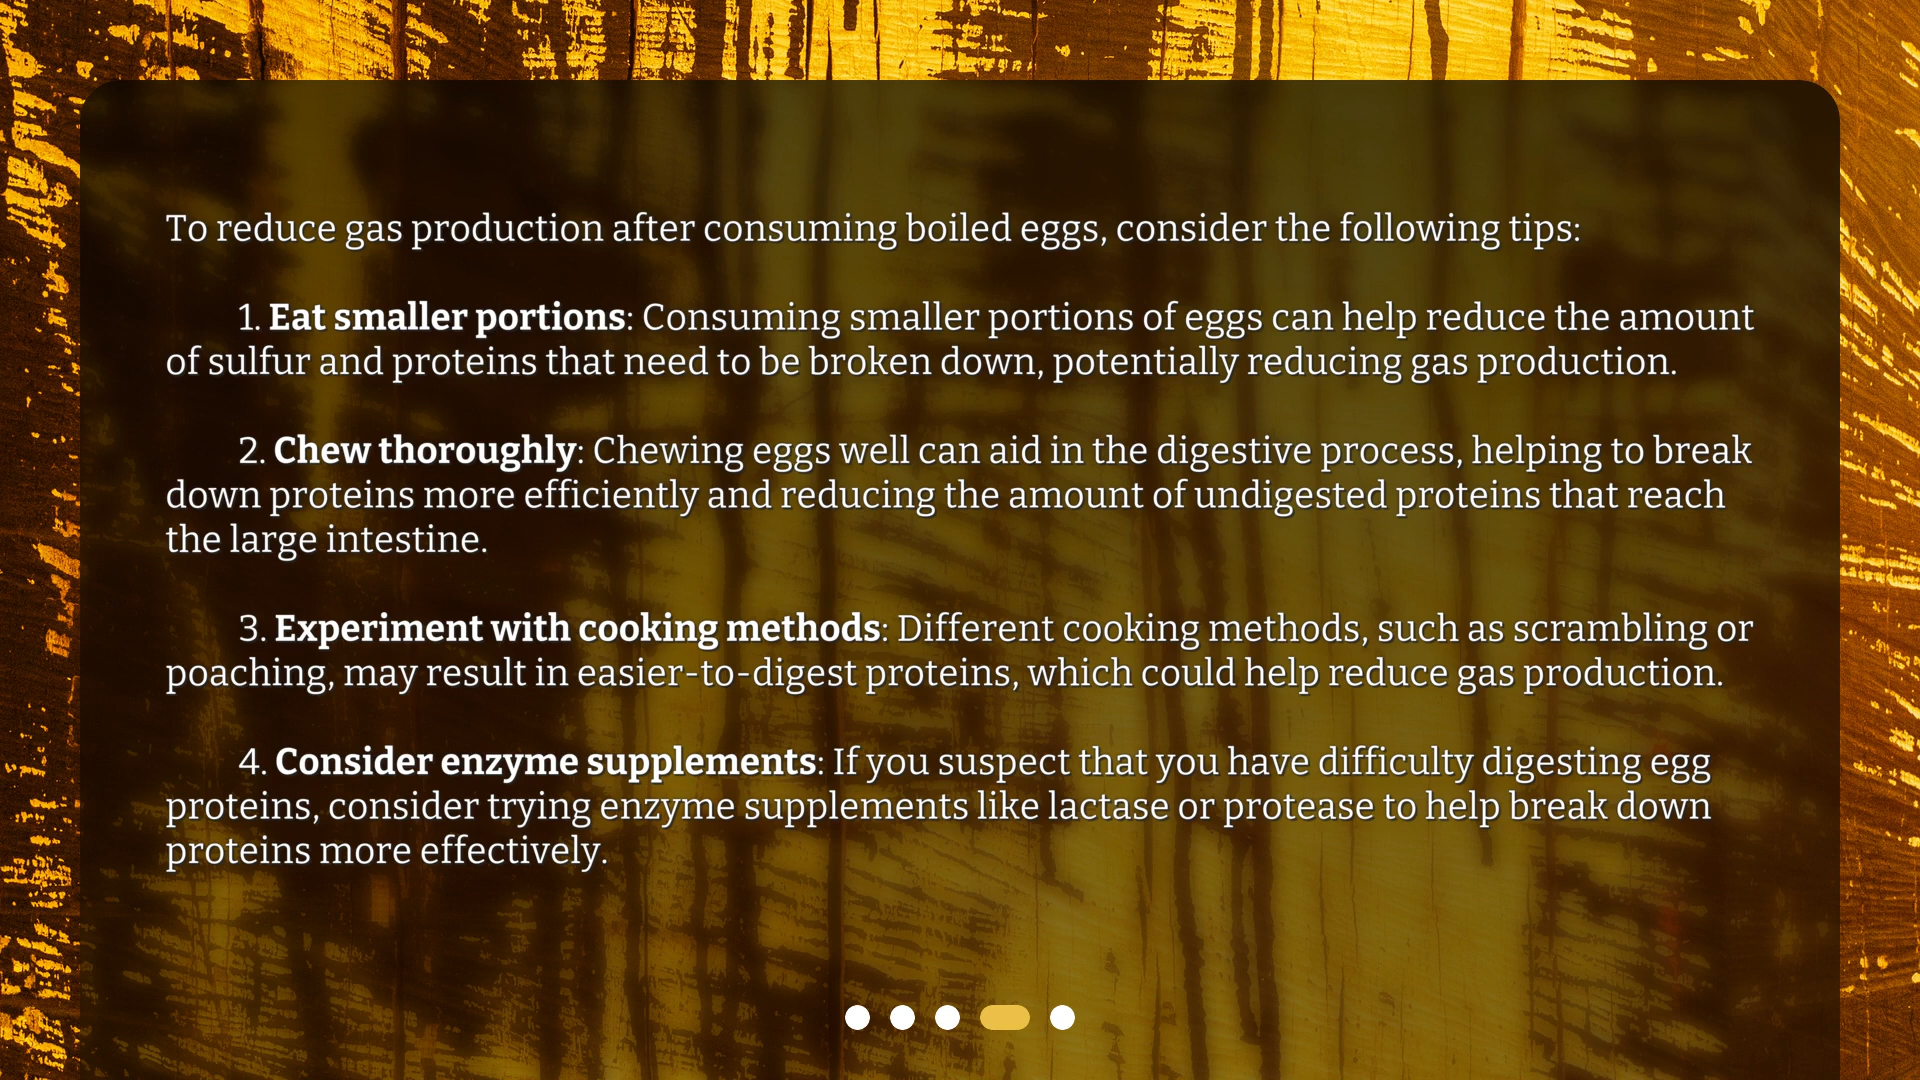 To reduce gas production after consuming boiled eggs, consider the following tips:
1. Eat smaller portions: Consuming smaller portions of eggs can help reduce the amount
of sulfur and proteins that need to be broken down, potentially reducing gas production.
2. Chew thoroughly: Chewing eggs well can aid in the digestive process, helping to break
down proteins more efficiently and reducing the amount of undigested proteins that reach
the large intestine.
3. Experiment with cooking methods: Different cooking methods, such as scrambling or
poaching, may result in easier-to-digest proteins, which could help reduce gas production.
4. Consider enzyme supplements: If you suspect that you have difficulty digesting egg
proteins, consider trying enzyme supplements like lactase or protease to help break down
proteins more effectively.